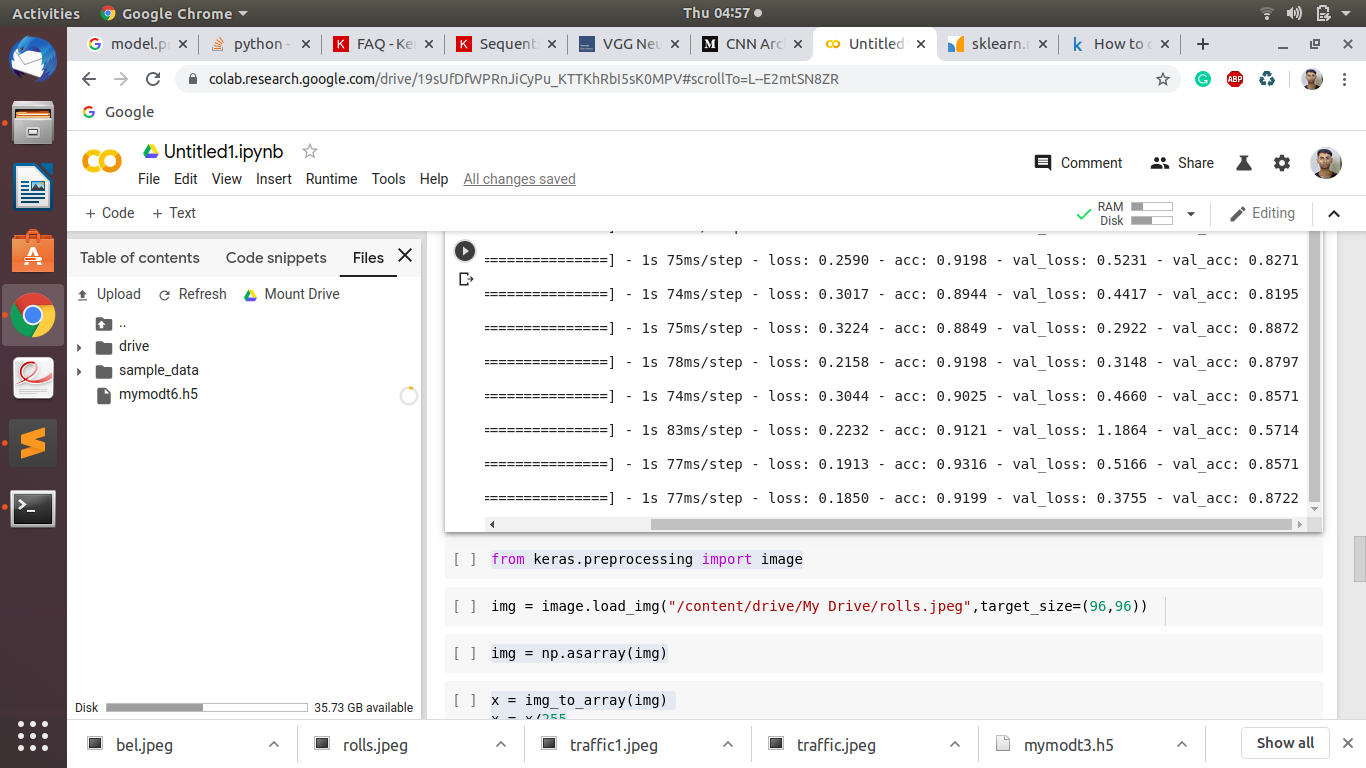 Activities Google Chrome Thu 04:57
model.p python - FAQ - Ke Sequent VGG Neu CNN Arc Untitled sklearn. How to
colab.research.google.com/drive/19sUfDfWPRnJiCyPu_KTTKhRbI5sK0MPV#scrollTo=L--E2mtSN8ZR
ABP
Google
Untitled1.ipynb
Comment Share
File Edit View Insert Runtime Tools Help All changes saved
+ Code + Text
RAM
Disk
Editing
Table of contents Code snippets Files
Upload Refresh Mount Drive
..
drive
sample_data
mymodt6.h5
Disk 35.73 GB available
===============] - 1s 75ms/step - loss: 0.2590 - acc: 0.9198 - val_loss: 0.5231 - val_acc: 0.8271
===============] - 1s 74ms/step - loss: 0.3017 - acc: 0.8944 - val_loss: 0.4417 - val_acc: 0.8195
===============] - 1s 75ms/step - loss: 0.3224 - acc: 0.8849 - val_loss: 0.2922 - val_acc: 0.8872
===============] - 1s 78ms/step - loss: 0.2158 - acc: 0.9198 - val_loss: 0.3148 - val_acc: 0.8797
===============] - 1s 74ms/step - loss: 0.3044 - acc: 0.9025 - val_loss: 0.4660 - val_acc: 0.8571
===============] - 1s 83ms/step - loss: 0.2232 - acc: 0.9121 - val_loss: 1.1864 - val_acc: 0.5714
===============] - 1s 77ms/step - loss: 0.1913 - acc: 0.9316 - val_loss: 0.5166 - val_acc: 0.8571
===============] - 1s 77ms/step - loss: 0.1850 - acc: 0.9199 - val_loss: 0.3755 - val_acc: 0.8722
[ ] from keras.preprocessing import image
[ ] img = image.load_img("/content/drive/My Drive/rolls.jpeg",target_size=(96,96))
[ ] img = np.asarray(img)
[ ] x = img_to_array(img)
x = x/255
bel.jpeg rolls.jpeg traffic1.jpeg traffic.jpeg mymodt3.h5 Show all